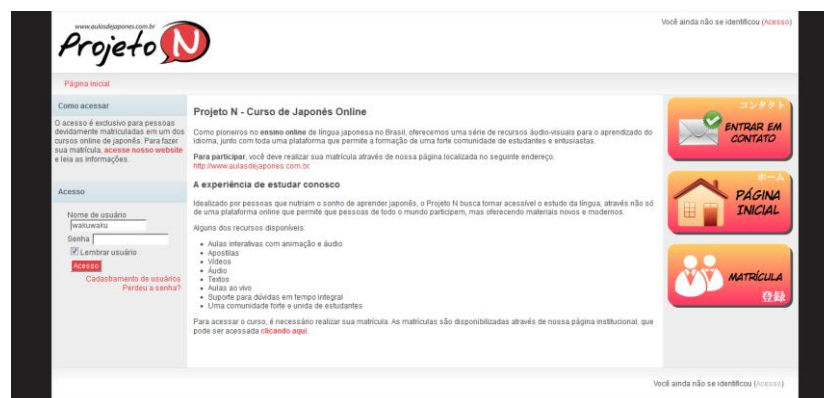 www.aulasdejapones.com.br
Projeto N
Você ainda não se identificou (Acesso)
Página inicial
Como acessar
O acesso é exclusivo para pessoas
devidamente matriculadas em um dos
cursos online de japonês. Para fazer
sua matrícula, acesse nosso website
e leia as informações.
Acesso
Nome de usuário
wakuwaku
Senha
Lembrar usuário
Acesso
Cadastramento de usuários
Perdeu a senha?
Projeto N - Curso de Japonês Online
Como pioneiros no ensino online de língua japonesa no Brasil, oferecemos uma série de recursos áudio-visuais para o aprendizado do
idioma, junto com toda uma plataforma que permite a formação de uma forte comunidade de estudantes e entusiastas.
Para participar, você deve realizar sua matrícula através de nossa página localizada no seguinte endereço:
http://www.aulasdejapones.com.br.
A experiência de estudar conosco
Idealizado por pessoas que nutriam o sonho de aprender japonês, o Projeto N busca tornar acessível o estudo da língua, através não só
de uma plataforma online que permite que pessoas de todo o mundo participem, mas oferecendo materiais novos e modernos.
Alguns dos recursos disponíveis:
Aulas interativas com animação e áudio
Apostilas
Vídeos
Áudio
Textos
Aulas ao vivo
Suporte para dúvidas em tempo integral
Uma comunidade forte e unida de estudantes
Para acessar o curso, é necessário realizar sua matrícula. As matrículas são disponibilizadas através de nossa página institucional, que
pode ser acessada clicando aqui.
コンタクト
ENTRAR EM
CONTATO
ホーム
PÁGINA
INICIAL
MATRÍCULA
登録
Você ainda não se identificou (Acesso)